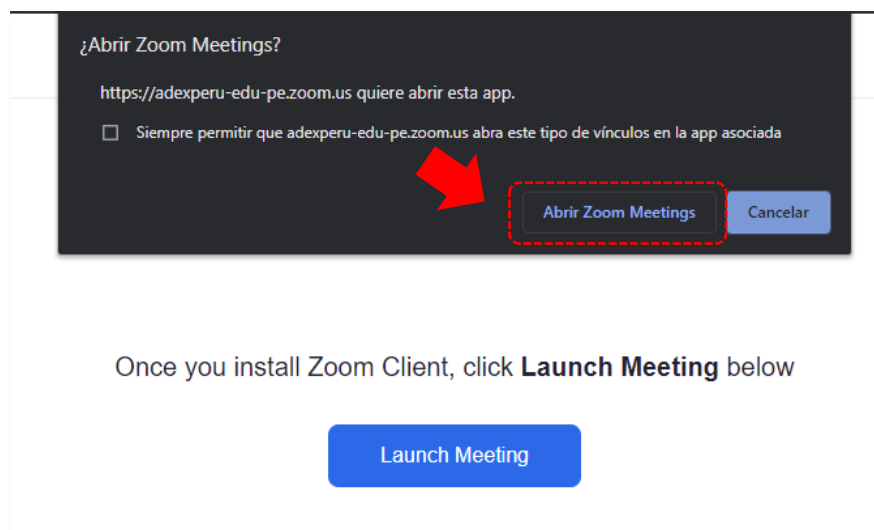 ¿Abrir Zoom Meetings?
https://adexperu-edu-pe.zoom.us quiere abrir esta app.
Siempre permitir que adexperu-edu-pe.zoom.us abra este tipo de vínculos en la app asociada
Abrir Zoom Meetings
Cancelar
Once you install Zoom Client, click Launch Meeting below
Launch Meeting